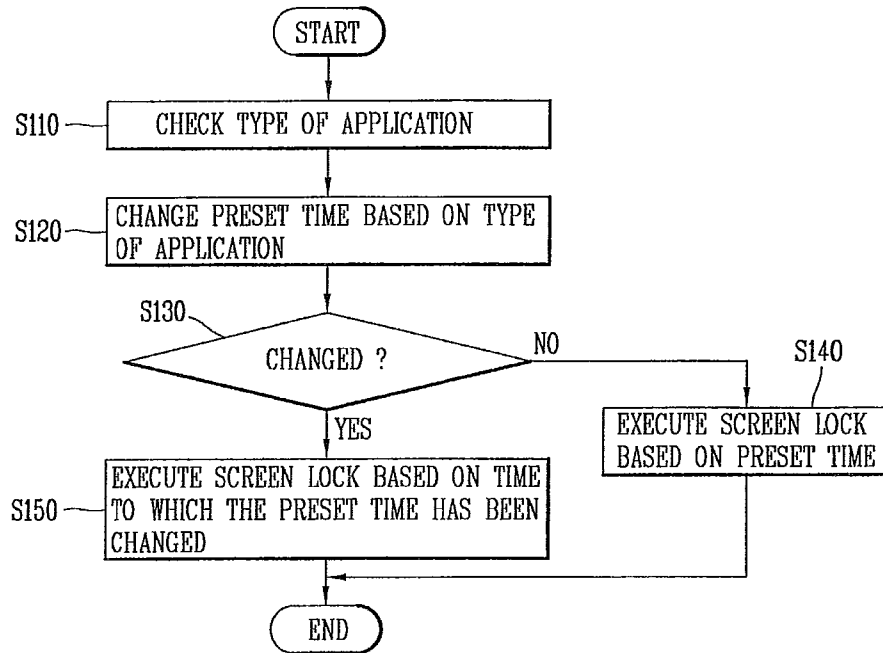 START
S110
CHECK TYPE OF APPLICATION
S120
CHANGE PRESET TIME BASED ON TYPE
OF APPLICATION
S130
CHANGED ?
NO
S140
YES
EXECUTE SCREEN LOCK
BASED ON PRESET TIME
S150
EXECUTE SCREEN LOCK BASED ON TIME
TO WHICH THE PRESET TIME HAS BEEN
CHANGED
END